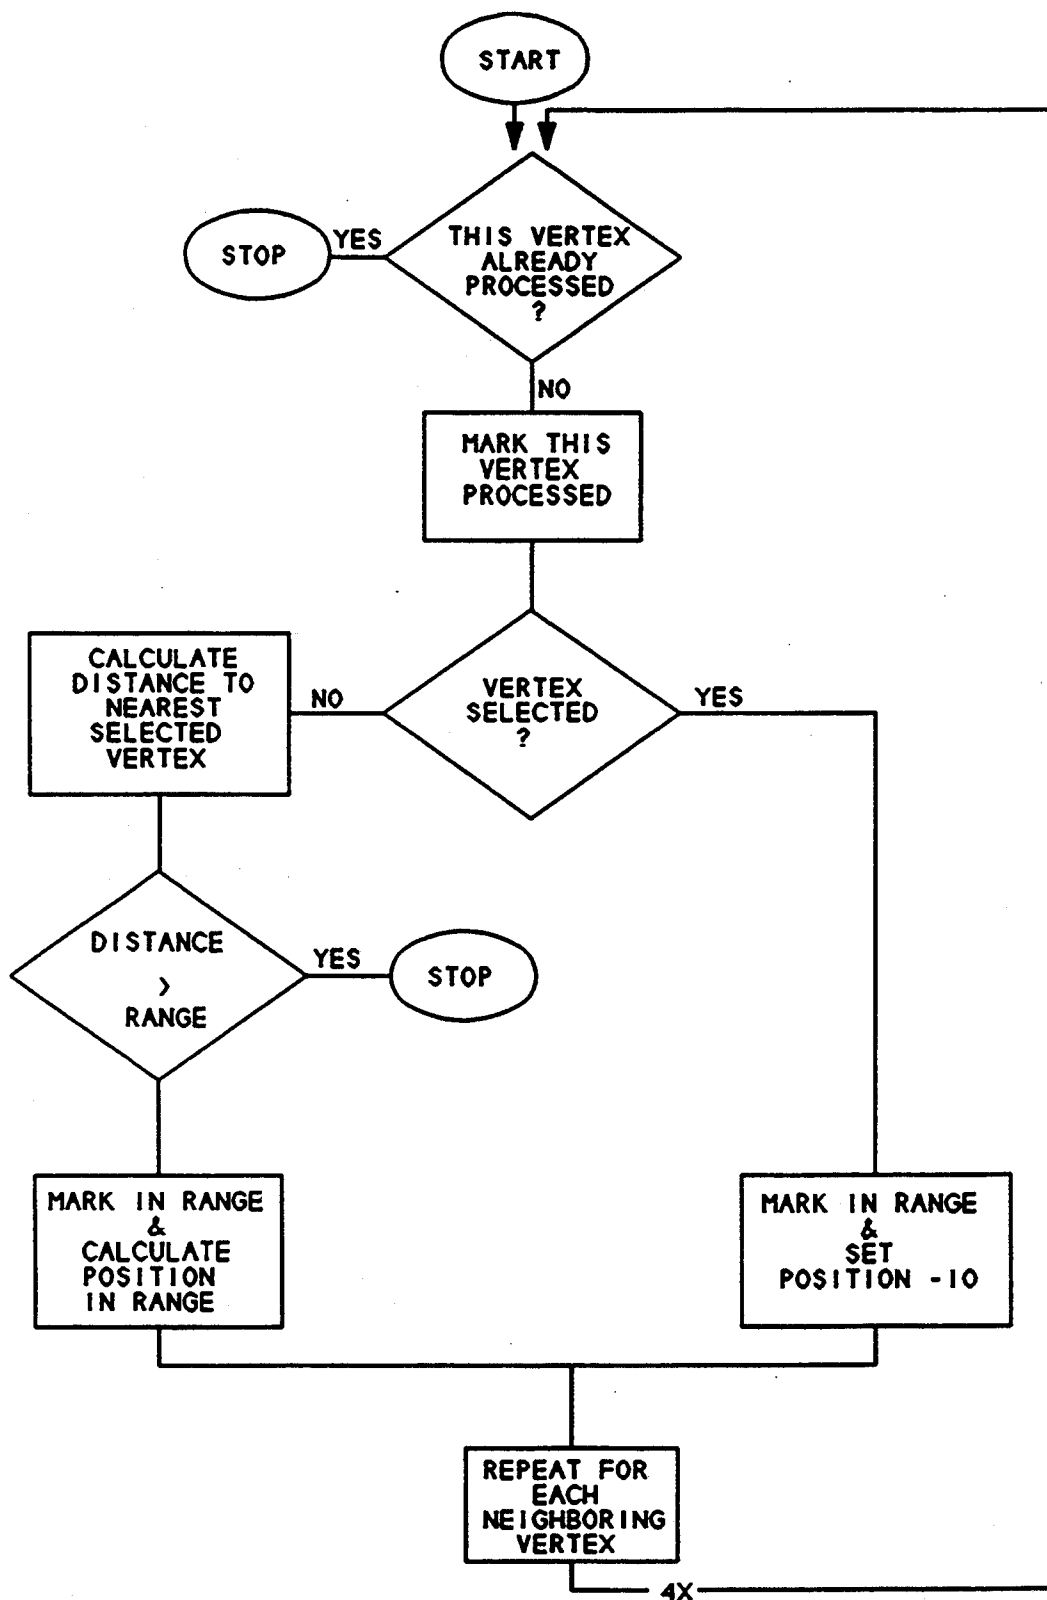 START
THIS VERTEX
ALREADY
PROCESSED
?
YES
STOP
NO
MARK THIS
VERTEX
PROCESSED
VERTEX
SELECTED
?
NO
YES
CALCULATE
DISTANCE TO
NEAREST
SELECTED
VERTEX
DISTANCE
>
RANGE
YES
STOP
MARK IN RANGE
&
CALCULATE
POSITION
IN RANGE
MARK IN RANGE
&
SET
POSITION -10
REPEAT FOR
EACH
NEIGHBORING
VERTEX
4X